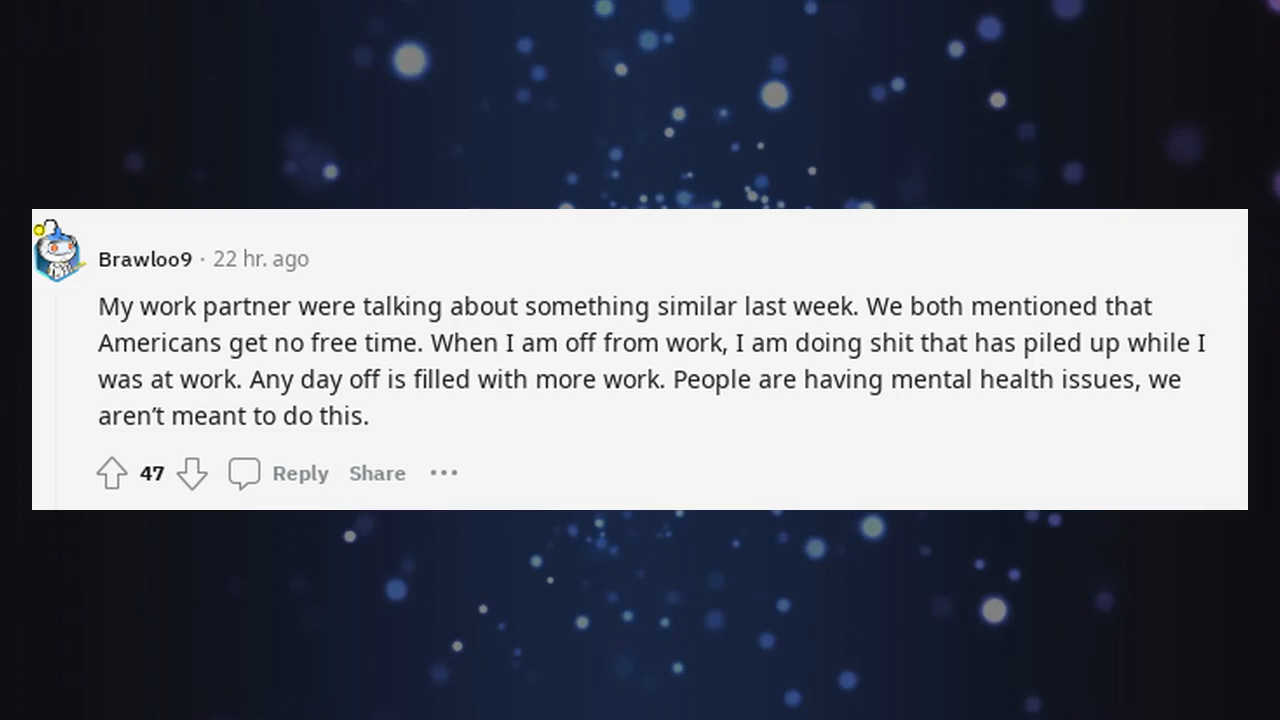 Brawloo9 · 22 hr. ago
My work partner were talking about something similar last week. We both mentioned that
Americans get no free time. When I am off from work, I am doing shit that has piled up while I
was at work. Any day off is filled with more work. People are having mental health issues, we
aren’t meant to do this.
47 Reply Share ···